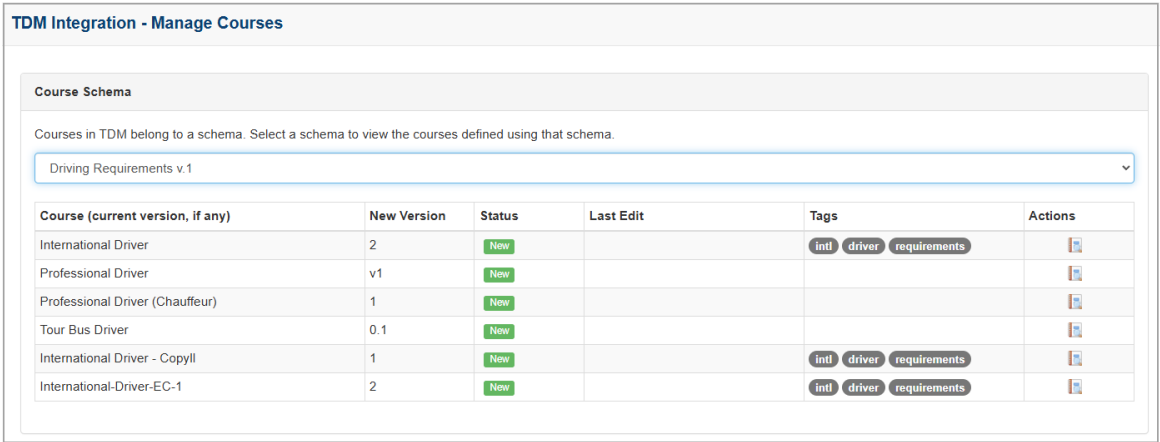 TDM Integration - Manage Courses
Course Schema
Courses in TDM belong to a schema. Select a schema to view the courses defined using that schema.
Driving Requirements v.1
Course (current version, if any) New Version Status Last Edit Tags Actions
International Driver 2 New intl driver requirements
Professional Driver v1 New
Professional Driver (Chauffeur) 1 New
Tour Bus Driver 0.1 New
International Driver - CopyII 1 New intl driver requirements
International-Driver-EC-1 2 New intl driver requirements